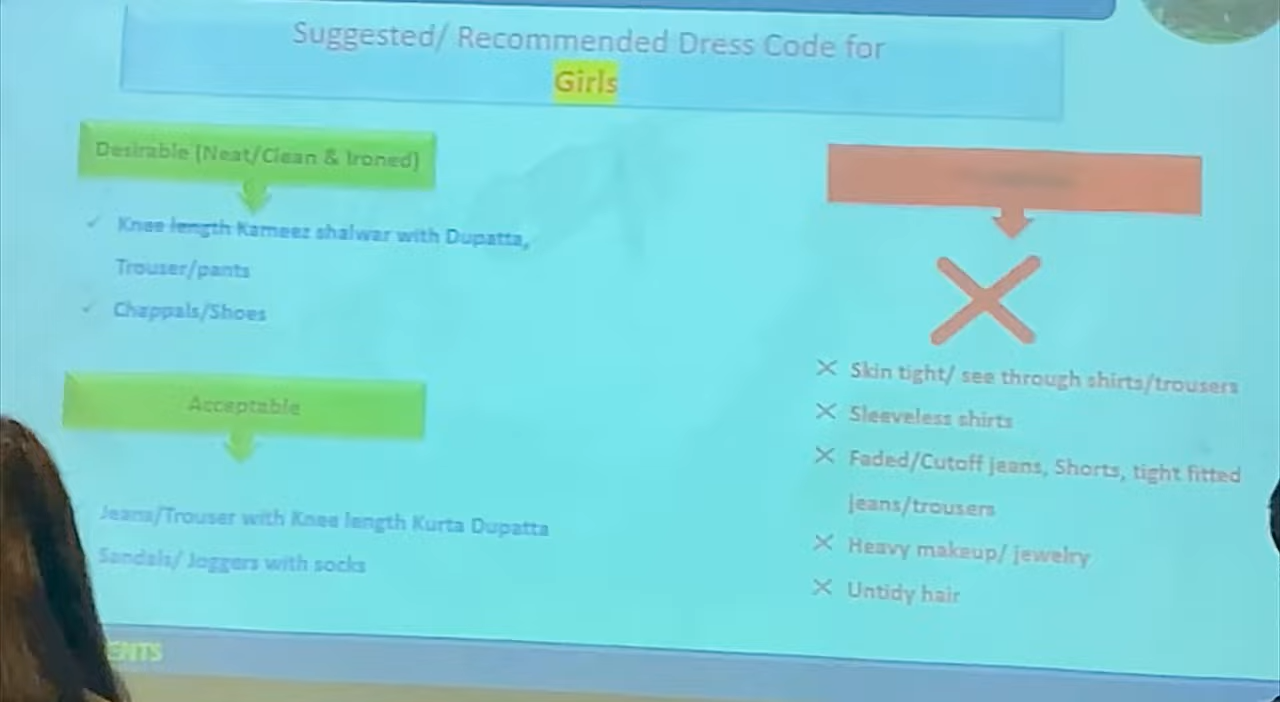 Suggested/ Recommended Dress Code for
Girls
Desirable (Neat/Clean & Ironed)
✓ Knee length Kameez shalwar with Dupatta,
Trouser/pants
✓ Chappals/Shoes
Acceptable
Jeans/Trouser with Knee length Kurta Dupatta
Sandals/ Joggers with socks
X Skin tight/ see through shirts/trousers
X Sleeveless shirts
X Faded/Cutoff jeans, Shorts, tight fitted
jeans/trousers
X Heavy makeup/ jewelry
X Untidy hair
ENTS